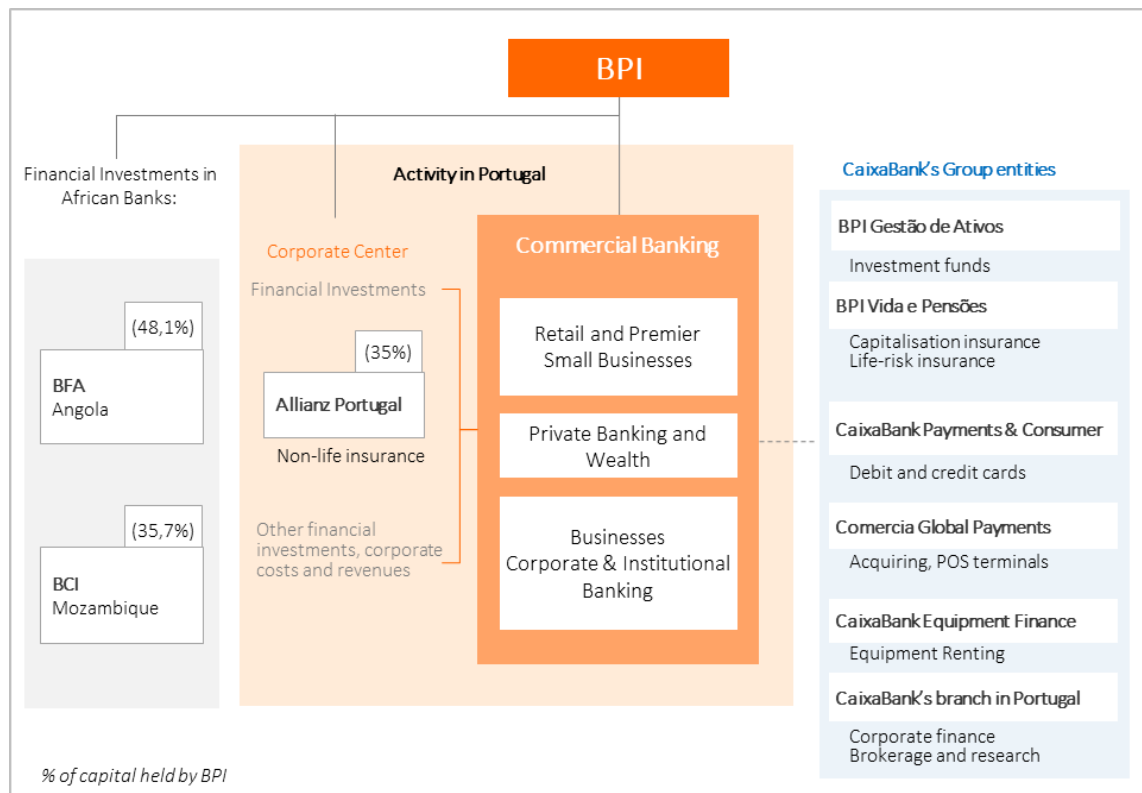 BPI
Financial Investments in
African Banks:
(48,1%)
BFA
Angola
(35,7%)
BCI
Mozambique
% of capital held by BPI
Activity in Portugal
Corporate Center
Financial Investments
(35%)
Allianz Portugal
Non-life insurance
Other financial
investments, corporate
costs and revenues
Commercial Banking
Retail and Premier
Small Businesses
Private Banking and
Wealth
Businesses
Corporate & Institutional
Banking
CaixaBank's Group entities
BPI Gestão de Ativos
Investment funds
BPI Vida e Pensões
Capitalisation insurance
Life-risk insurance
CaixaBank Payments & Consumer
Debit and credit cards
Comercia Global Payments
Acquiring, POS terminals
CaixaBank Equipment Finance
Equipment Renting
CaixaBank's branch in Portugal
Corporate finance
Brokerage and research